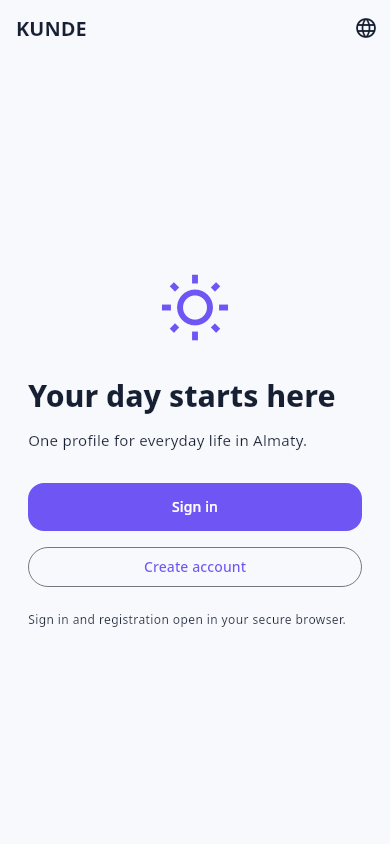 KUNDE
Your day starts here
One profile for everyday life in Almaty.
Sign in
Create account
Sign in and registration open in your secure browser.